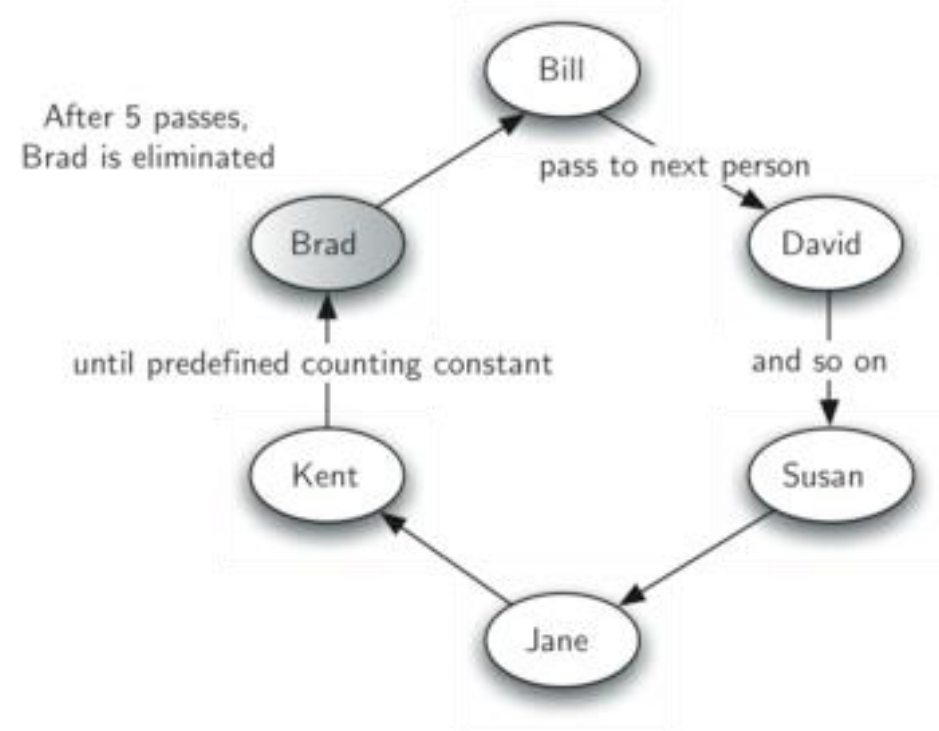 Bill
After 5 passes,
Brad is eliminated
pass to next person
Brad
David
until predefined counting constant
and so on
Kent
Susan
Jane